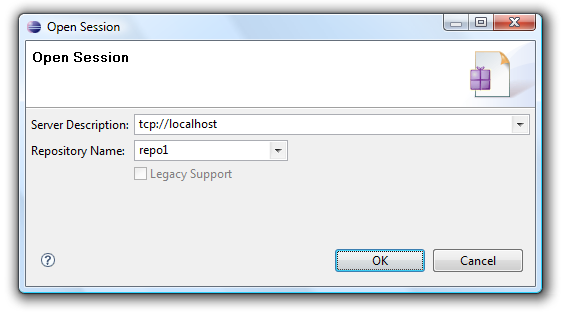 Open Session
Open Session
Server Description: tcp://localhost
Repository Name: repo1
Legacy Support
? OK Cancel